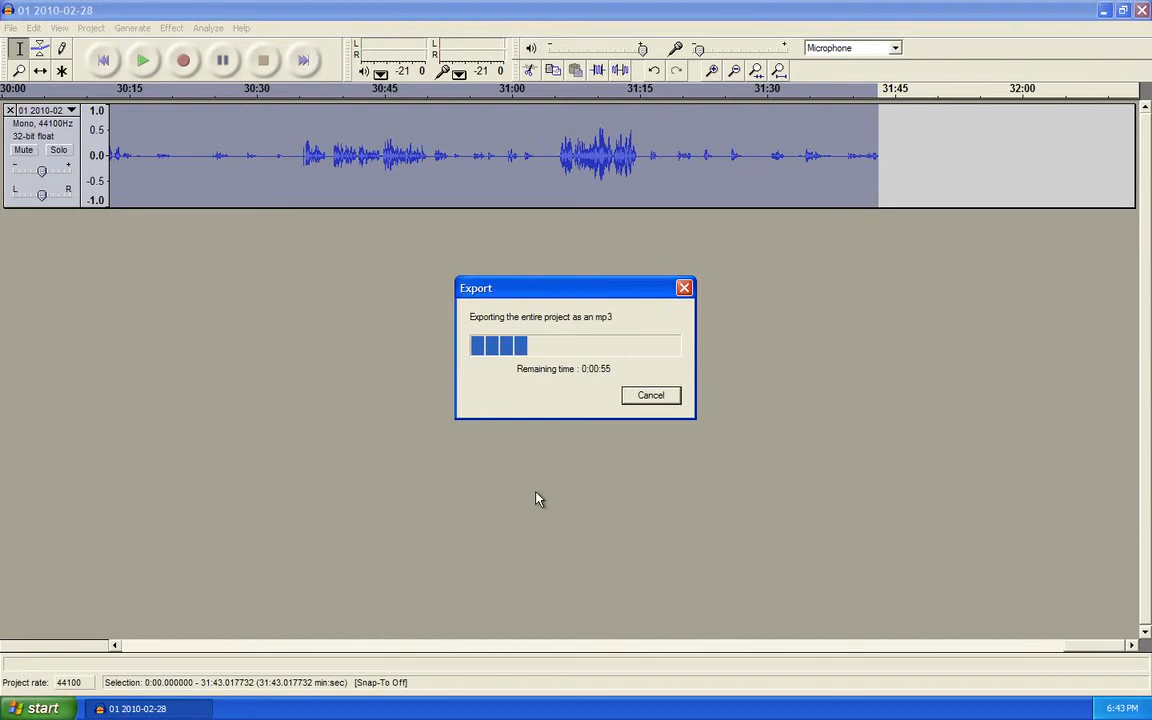 01 2010-02-28
File Edit View Project Generate Effect Analyze Help
L
R
-21 0
L
R
-21 0
Microphone
30:00 30:15 30:30 30:45 31:00 31:15 31:30 31:45 32:00
01 2010-02
Mono, 44100Hz
32-bit float
Mute Solo
- +
L R
1.0
0.5
0.0
-0.5
-1.0
Export
Exporting the entire project as an mp3
Remaining time : 0:00:55
Cancel
Project rate: 44100
Selection: 0:00.000000 - 31:43.017732 (31:43.017732 min:sec) [Snap-To Off]
start
01 2010-02-28
6:43 PM